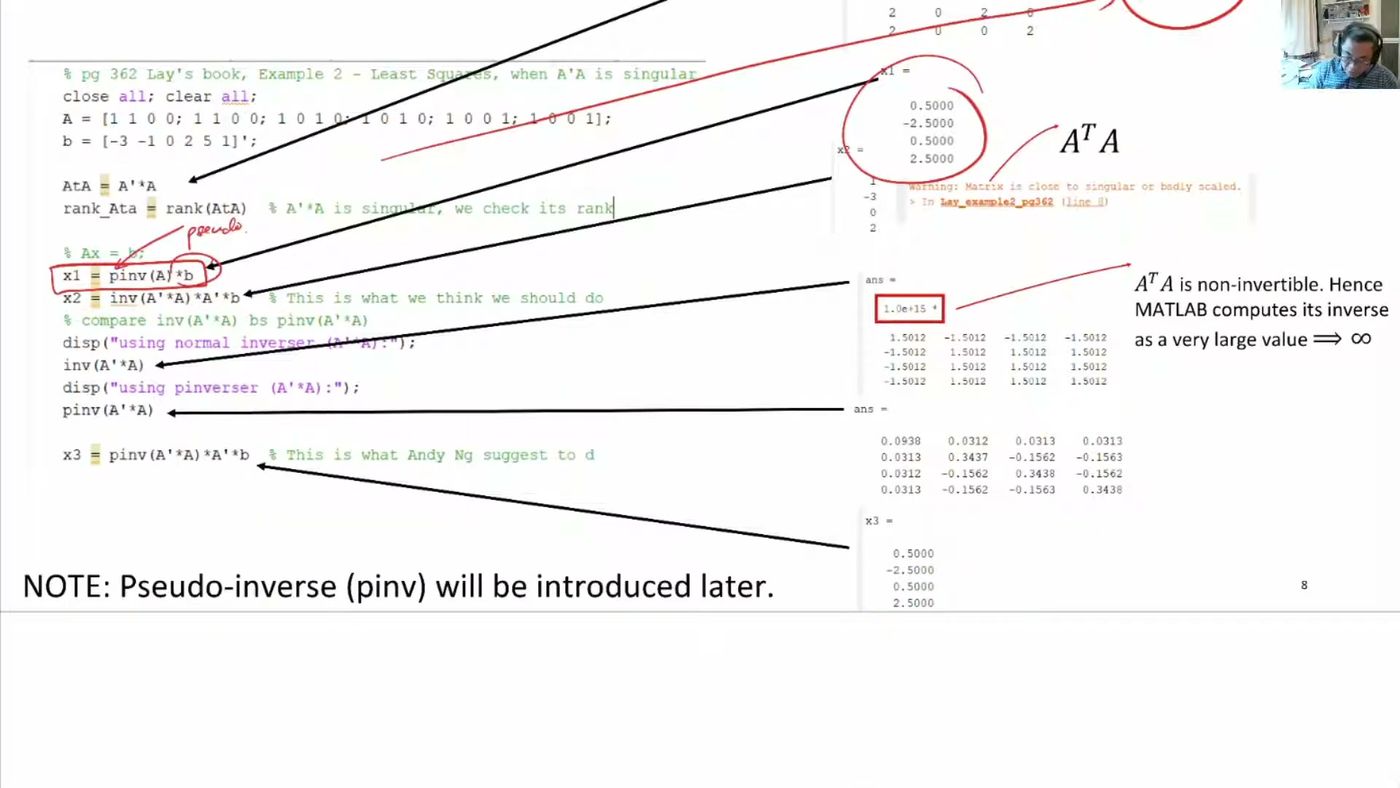 2 0 2 0
2 0 0 2
% pg 362 Lay's book, Example 2 - Least Squares, when A'A is singular
close all; clear all;
A = [1 1 0 0; 1 1 0 0; 1 0 1 0; 1 0 1 0; 1 0 0 1; 1 0 0 1];
b = [-3 -1 0 2 5 1]';
AtA = A'*A
rank_Ata = rank(AtA) % A'*A is singular, we check its rank
pseudo.
% Ax = b;
x1 = pinv(A)*b
x2 = inv(A'*A)*A'*b % This is what we think we should do
% compare inv(A'*A) bs pinv(A'*A)
disp("using normal inverser (A'*A):");
inv(A'*A)
disp("using pinverser (A'*A):");
pinv(A'*A)
x3 = pinv(A'*A)*A'*b % This is what Andy Ng suggest to d
x1 =
0.5000
-2.5000
0.5000
2.5000
x2 =
1
-3
0
2
A^T A
Warning: Matrix is close to singular or badly scaled.
> In Lay_example2_pg362 (line 8)
ans =
1.0e+15 *
1.5012 -1.5012 -1.5012 -1.5012
-1.5012 1.5012 1.5012 1.5012
-1.5012 1.5012 1.5012 1.5012
-1.5012 1.5012 1.5012 1.5012
A^T A is non-invertible. Hence
MATLAB computes its inverse
as a very large value ⟹ ∞
ans =
0.0938 0.0312 0.0313 0.0313
0.0313 0.3437 -0.1562 -0.1563
0.0312 -0.1562 0.3438 -0.1562
0.0313 -0.1562 -0.1563 0.3438
x3 =
0.5000
-2.5000
0.5000
2.5000
NOTE: Pseudo-inverse (pinv) will be introduced later.
8